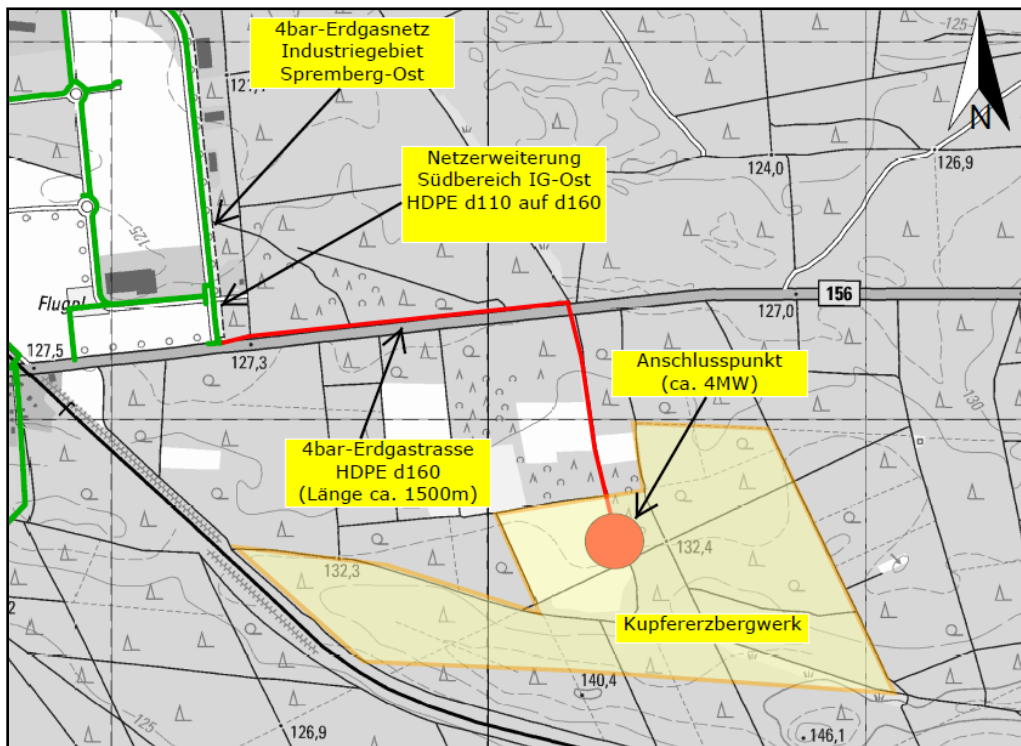 4bar-Erdgasnetz
Industriegebiet
Spremberg-Ost
125
121,1
N
Netzerweiterung
Südbereich IG-Ost
HDPE d110 auf d160
124,0
126,9
125
Flugpl.
156
127,0
127,5
127,3
Anschlusspunkt
(ca. 4MW)
130
4bar-Erdgastrasse
HDPE d160
(Länge ca. 1500m)
132,4
132,3
Kupfererzbergwerk
140,4
125
126,9
146,1